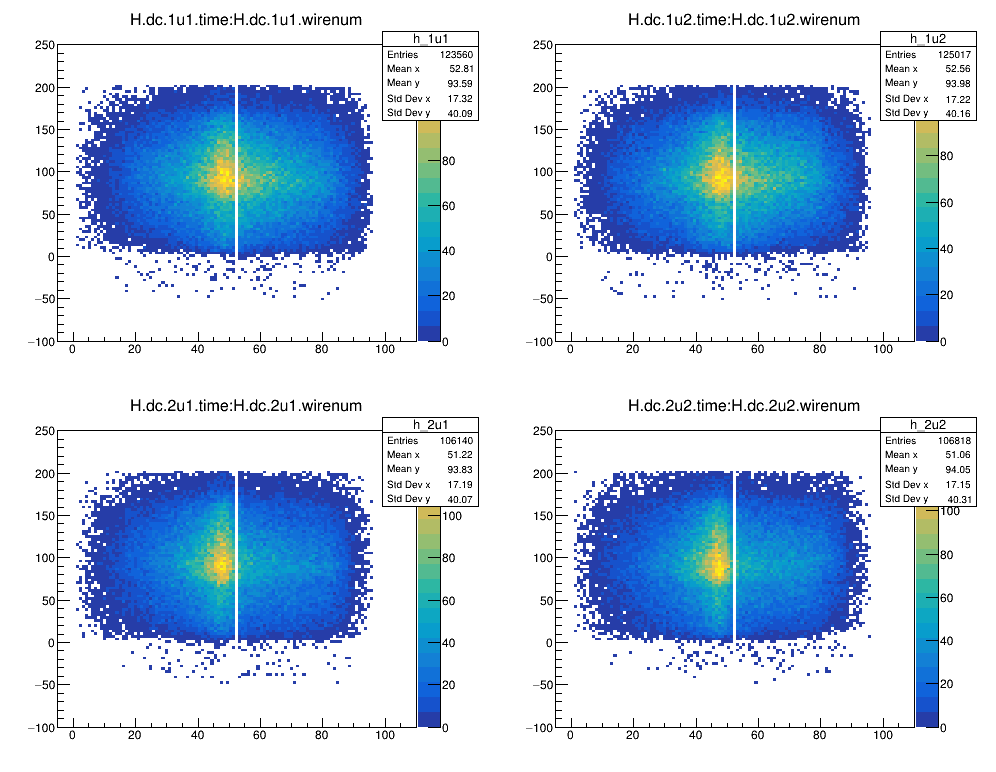 H.dc.1u1.time:H.dc.1u1.wirenum
h_1u1
Entries 123560
Mean x 52.81
Mean y 93.59
Std Dev x 17.32
Std Dev y 40.09
250
200
150
100
50
0
−50
−100
0 20 40 60 80 100
80
60
40
20
0
H.dc.1u2.time:H.dc.1u2.wirenum
h_1u2
Entries 125017
Mean x 52.56
Mean y 93.98
Std Dev x 17.22
Std Dev y 40.16
250
200
150
100
50
0
−50
−100
0 20 40 60 80 100
80
60
40
20
0
H.dc.2u1.time:H.dc.2u1.wirenum
h_2u1
Entries 106140
Mean x 51.22
Mean y 93.83
Std Dev x 17.19
Std Dev y 40.07
250
200
150
100
50
0
−50
−100
0 20 40 60 80 100
100
80
60
40
20
0
H.dc.2u2.time:H.dc.2u2.wirenum
h_2u2
Entries 106818
Mean x 51.06
Mean y 94.05
Std Dev x 17.15
Std Dev y 40.31
250
200
150
100
50
0
−50
−100
0 20 40 60 80 100
100
80
60
40
20
0